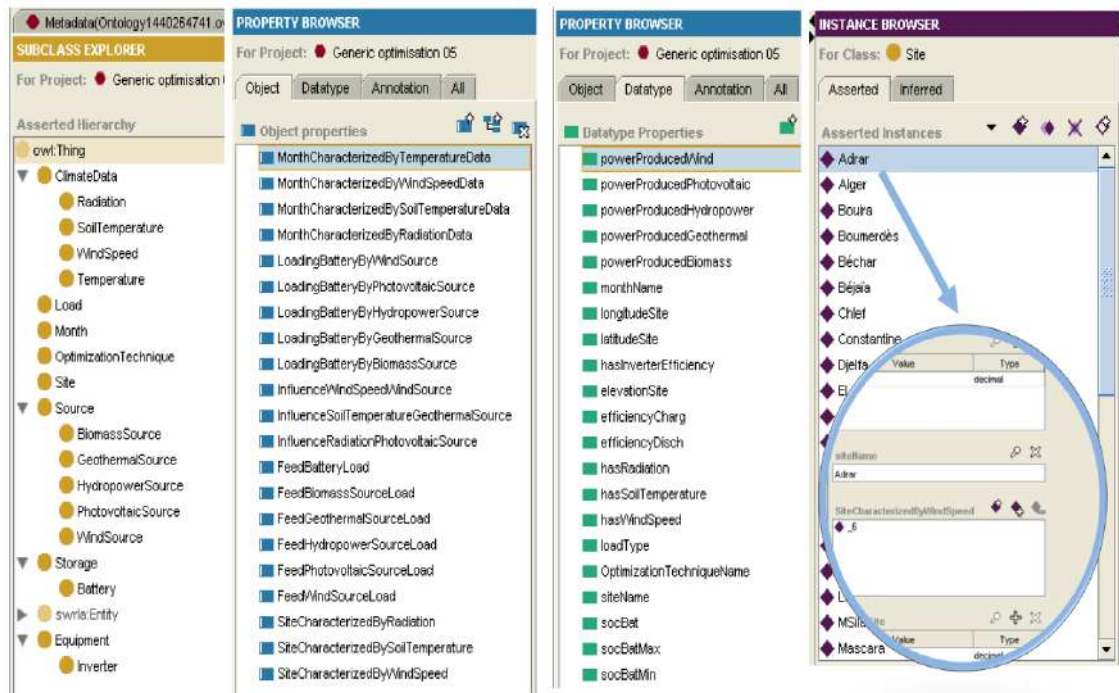 Metadata(Ontology1440264741.ov
SUBCLASS EXPLORER
For Project: Generic optimisation
Asserted Hierarchy
owl:Thing
ClimateData
Radiation
SoilTemperature
WindSpeed
Temperature
Load
Month
OptimizationTechnique
Site
Source
BiomassSource
GeothermalSource
HydropowerSource
PhotovoltaicSource
WindSource
Storage
Battery
swrla:Entity
Equipment
Inverter
PROPERTY BROWSER
For Project: Generic optimisation 05
Object Datatype Annotation All
Object properties
MonthCharacterizedByTemperatureData
MonthCharacterizedByWindSpeedData
MonthCharacterizedBySoilTemperatureData
MonthCharacterizedByRadiationData
LoadingBatteryByWindSource
LoadingBatteryByPhotovoltaicSource
LoadingBatteryByHydropowerSource
LoadingBatteryByGeothermalSource
LoadingBatteryByBiomassSource
InfluenceWindSpeedWindSource
InfluenceSoilTemperatureGeothermalSource
InfluenceRadiationPhotovoltaicSource
FeedBatteryLoad
FeedBiomassSourceLoad
FeedGeothermalSourceLoad
FeedHydropowerSourceLoad
FeedPhotovoltaicSourceLoad
FeedWindSourceLoad
SiteCharacterizedByRadiation
SiteCharacterizedBySoilTemperature
SiteCharacterizedByWindSpeed
PROPERTY BROWSER
For Project: Generic optimisation 05
Object Datatype Annotation All
Datatype Properties
powerProducedWind
powerProducedPhotovoltaic
powerProducedHydropower
powerProducedGeothermal
powerProducedBiomass
monthName
longitudeSite
latitudeSite
hasInverterEfficiency
elevationSite
efficiencyCharg
efficiencyDisch
hasRadiation
hasSoilTemperature
hasWindSpeed
loadType
OptimizationTechniqueName
siteName
socBat
socBatMax
socBatMin
INSTANCE BROWSER
For Class: Site
Asserted Inferred
Asserted Instances
Adrar
Alger
Bouira
Boumerdès
Béchar
Béjaïa
Chlef
Constantine
Djelfa
Mascara
Value Type
decimal
siteName
Adrar
SiteCharacterizedByWindSpeed
_6
Value Type
decimal